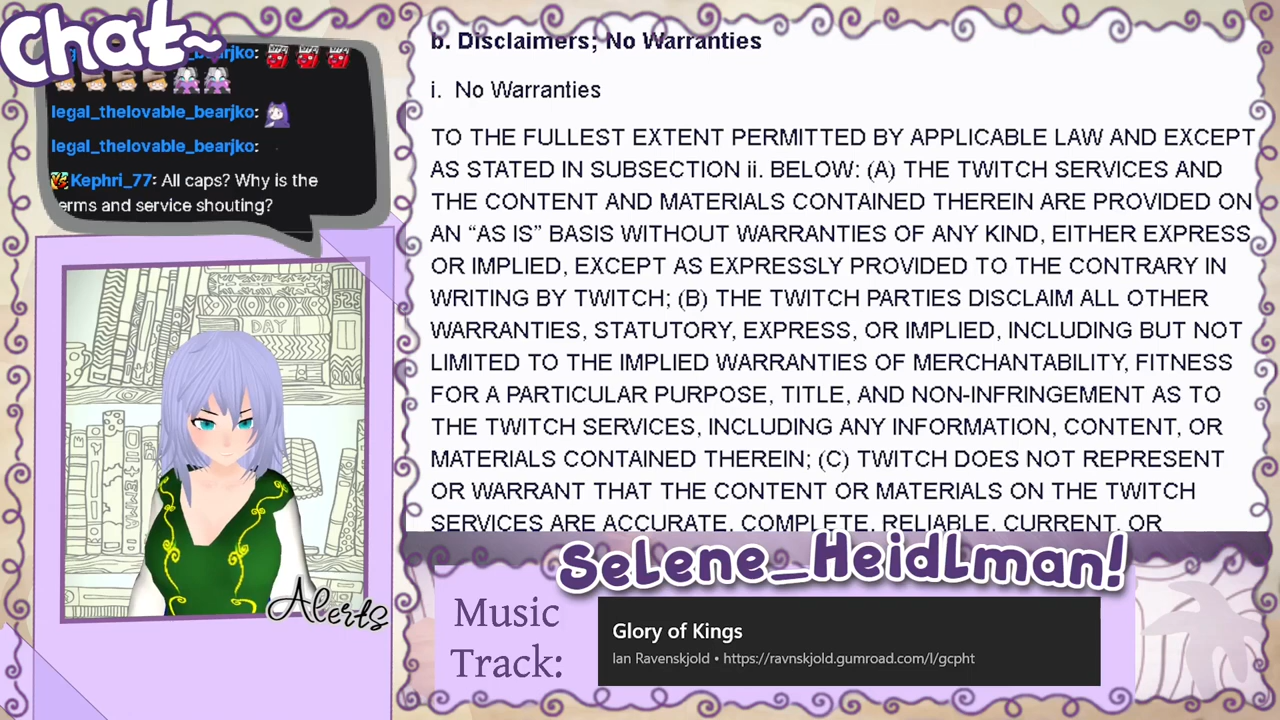 Chat~
bearjko:
legal_thelovable_bearjko:
legal_thelovable_bearjko:
Kephri_77: All caps? Why is the
erms and service shouting?
DAY
Alerts
b. Disclaimers; No Warranties
i. No Warranties
TO THE FULLEST EXTENT PERMITTED BY APPLICABLE LAW AND EXCEPT
AS STATED IN SUBSECTION ii. BELOW: (A) THE TWITCH SERVICES AND
THE CONTENT AND MATERIALS CONTAINED THEREIN ARE PROVIDED ON
AN “AS IS” BASIS WITHOUT WARRANTIES OF ANY KIND, EITHER EXPRESS
OR IMPLIED, EXCEPT AS EXPRESSLY PROVIDED TO THE CONTRARY IN
WRITING BY TWITCH; (B) THE TWITCH PARTIES DISCLAIM ALL OTHER
WARRANTIES, STATUTORY, EXPRESS, OR IMPLIED, INCLUDING BUT NOT
LIMITED TO THE IMPLIED WARRANTIES OF MERCHANTABILITY, FITNESS
FOR A PARTICULAR PURPOSE, TITLE, AND NON-INFRINGEMENT AS TO
THE TWITCH SERVICES, INCLUDING ANY INFORMATION, CONTENT, OR
MATERIALS CONTAINED THEREIN; (C) TWITCH DOES NOT REPRESENT
OR WARRANT THAT THE CONTENT OR MATERIALS ON THE TWITCH
SERVICES ARE ACCURATE, COMPLETE, RELIABLE, CURRENT, OR
Selene_Heidlman!
Music
Track:
Glory of Kings
Ian Ravenskjold • https://ravnskjold.gumroad.com/l/gcpht